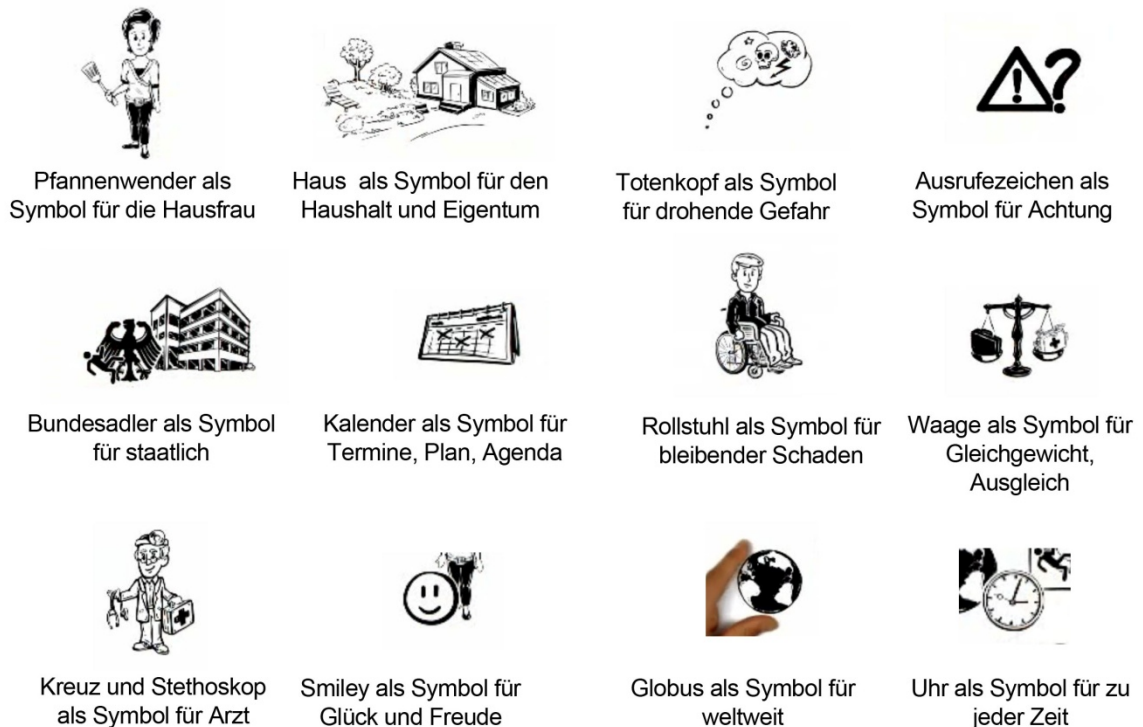 Pfannenwender als
Symbol für die Hausfrau
Haus als Symbol für den
Haushalt und Eigentum
Totenkopf als Symbol
für drohende Gefahr
Ausrufezeichen als
Symbol für Achtung
Bundesadler als Symbol
für staatlich
Kalender als Symbol für
Termine, Plan, Agenda
Rollstuhl als Symbol für
bleibender Schaden
Waage als Symbol für
Gleichgewicht,
Ausgleich
Kreuz und Stethoskop
als Symbol für Arzt
Smiley als Symbol für
Glück und Freude
Globus als Symbol für
weltweit
Uhr als Symbol für zu
jeder Zeit